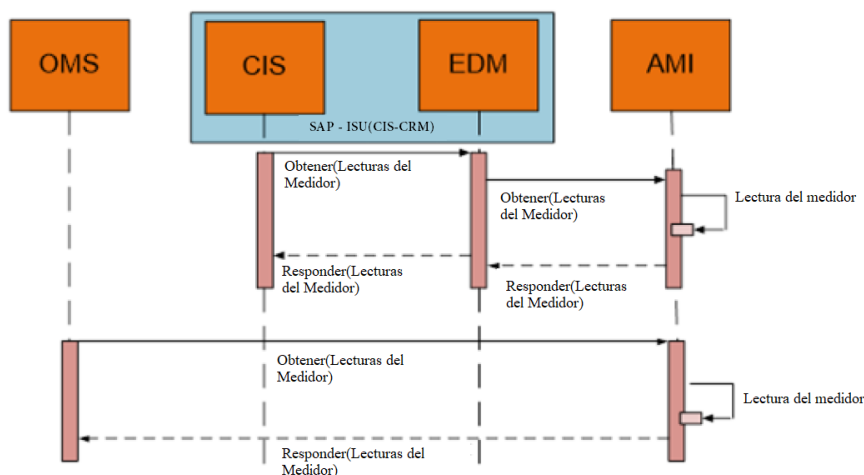 OMS
CIS
EDM
AMI
SAP - ISU(CIS-CRM)
Obtener(Lecturas del
Medidor)
Obtener(Lecturas
del Medidor)
Lectura del medidor
Responder(Lecturas
del Medidor)
Responder(Lecturas
del Medidor)
Obtener(Lecturas del
Medidor)
Lectura del medidor
Responder(Lecturas del
Medidor)